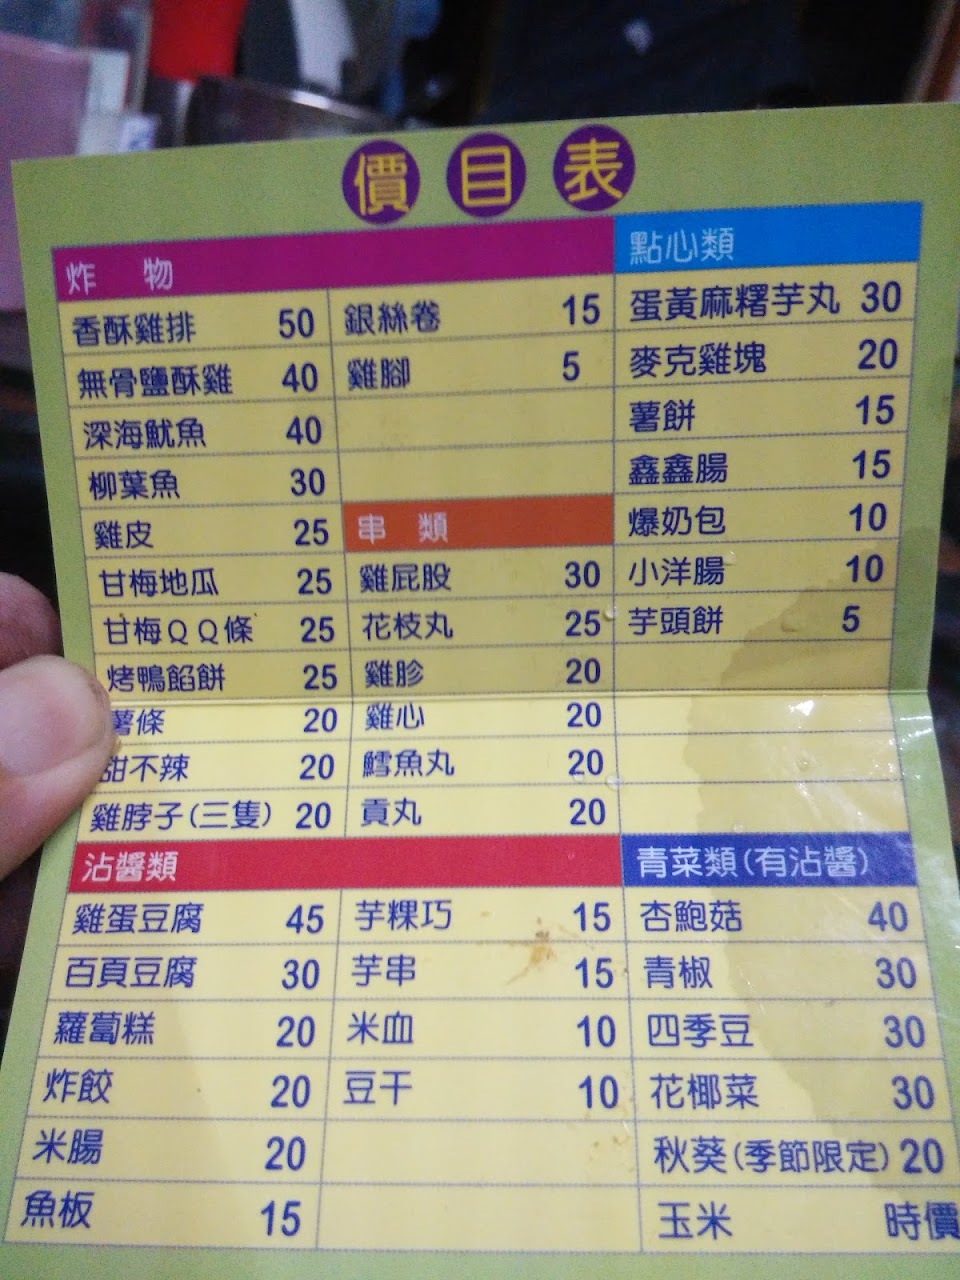 價目表
炸 物
香酥雞排 50
無骨鹽酥雞 40
深海魷魚 40
柳葉魚 30
雞皮 25
甘梅地瓜 25
甘梅QQ條 25
烤鴨餡餅 25
薯條 20
甜不辣 20
雞脖子(三隻) 20
銀絲卷 15
雞腳 5
串 類
雞屁股 30
花枝丸 25
雞胗 20
雞心 20
鱈魚丸 20
貢丸 20
點心類
蛋黃麻糬芋丸 30
麥克雞塊 20
薯餅 15
鑫鑫腸 15
爆奶包 10
小洋腸 10
芋頭餅 5
沾醬類
雞蛋豆腐 45
百頁豆腐 30
蘿蔔糕 20
炸餃 20
米腸 20
魚板 15
芋粿巧 15
芋串 15
米血 10
豆干 10
青菜類(有沾醬)
杏鮑菇 40
青椒 30
四季豆 30
花椰菜 30
秋葵(季節限定) 20
玉米 時價